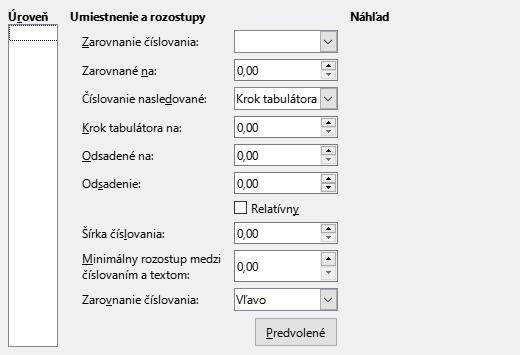 Úroveň Umiestnenie a rozostupy Náhľad
Zarovnanie číslovania:
Zarovnané na: 0,00
Číslovanie nasledované: Krok tabulátora
Krok tabulátora na: 0,00
Odsadené na: 0,00
Odsadenie: 0,00
Relatívny
Šírka číslovania: 0,00
Minimálny rozostup medzi
číslovaním a textom: 0,00
Zarovnanie číslovania: Vľavo
Predvolené